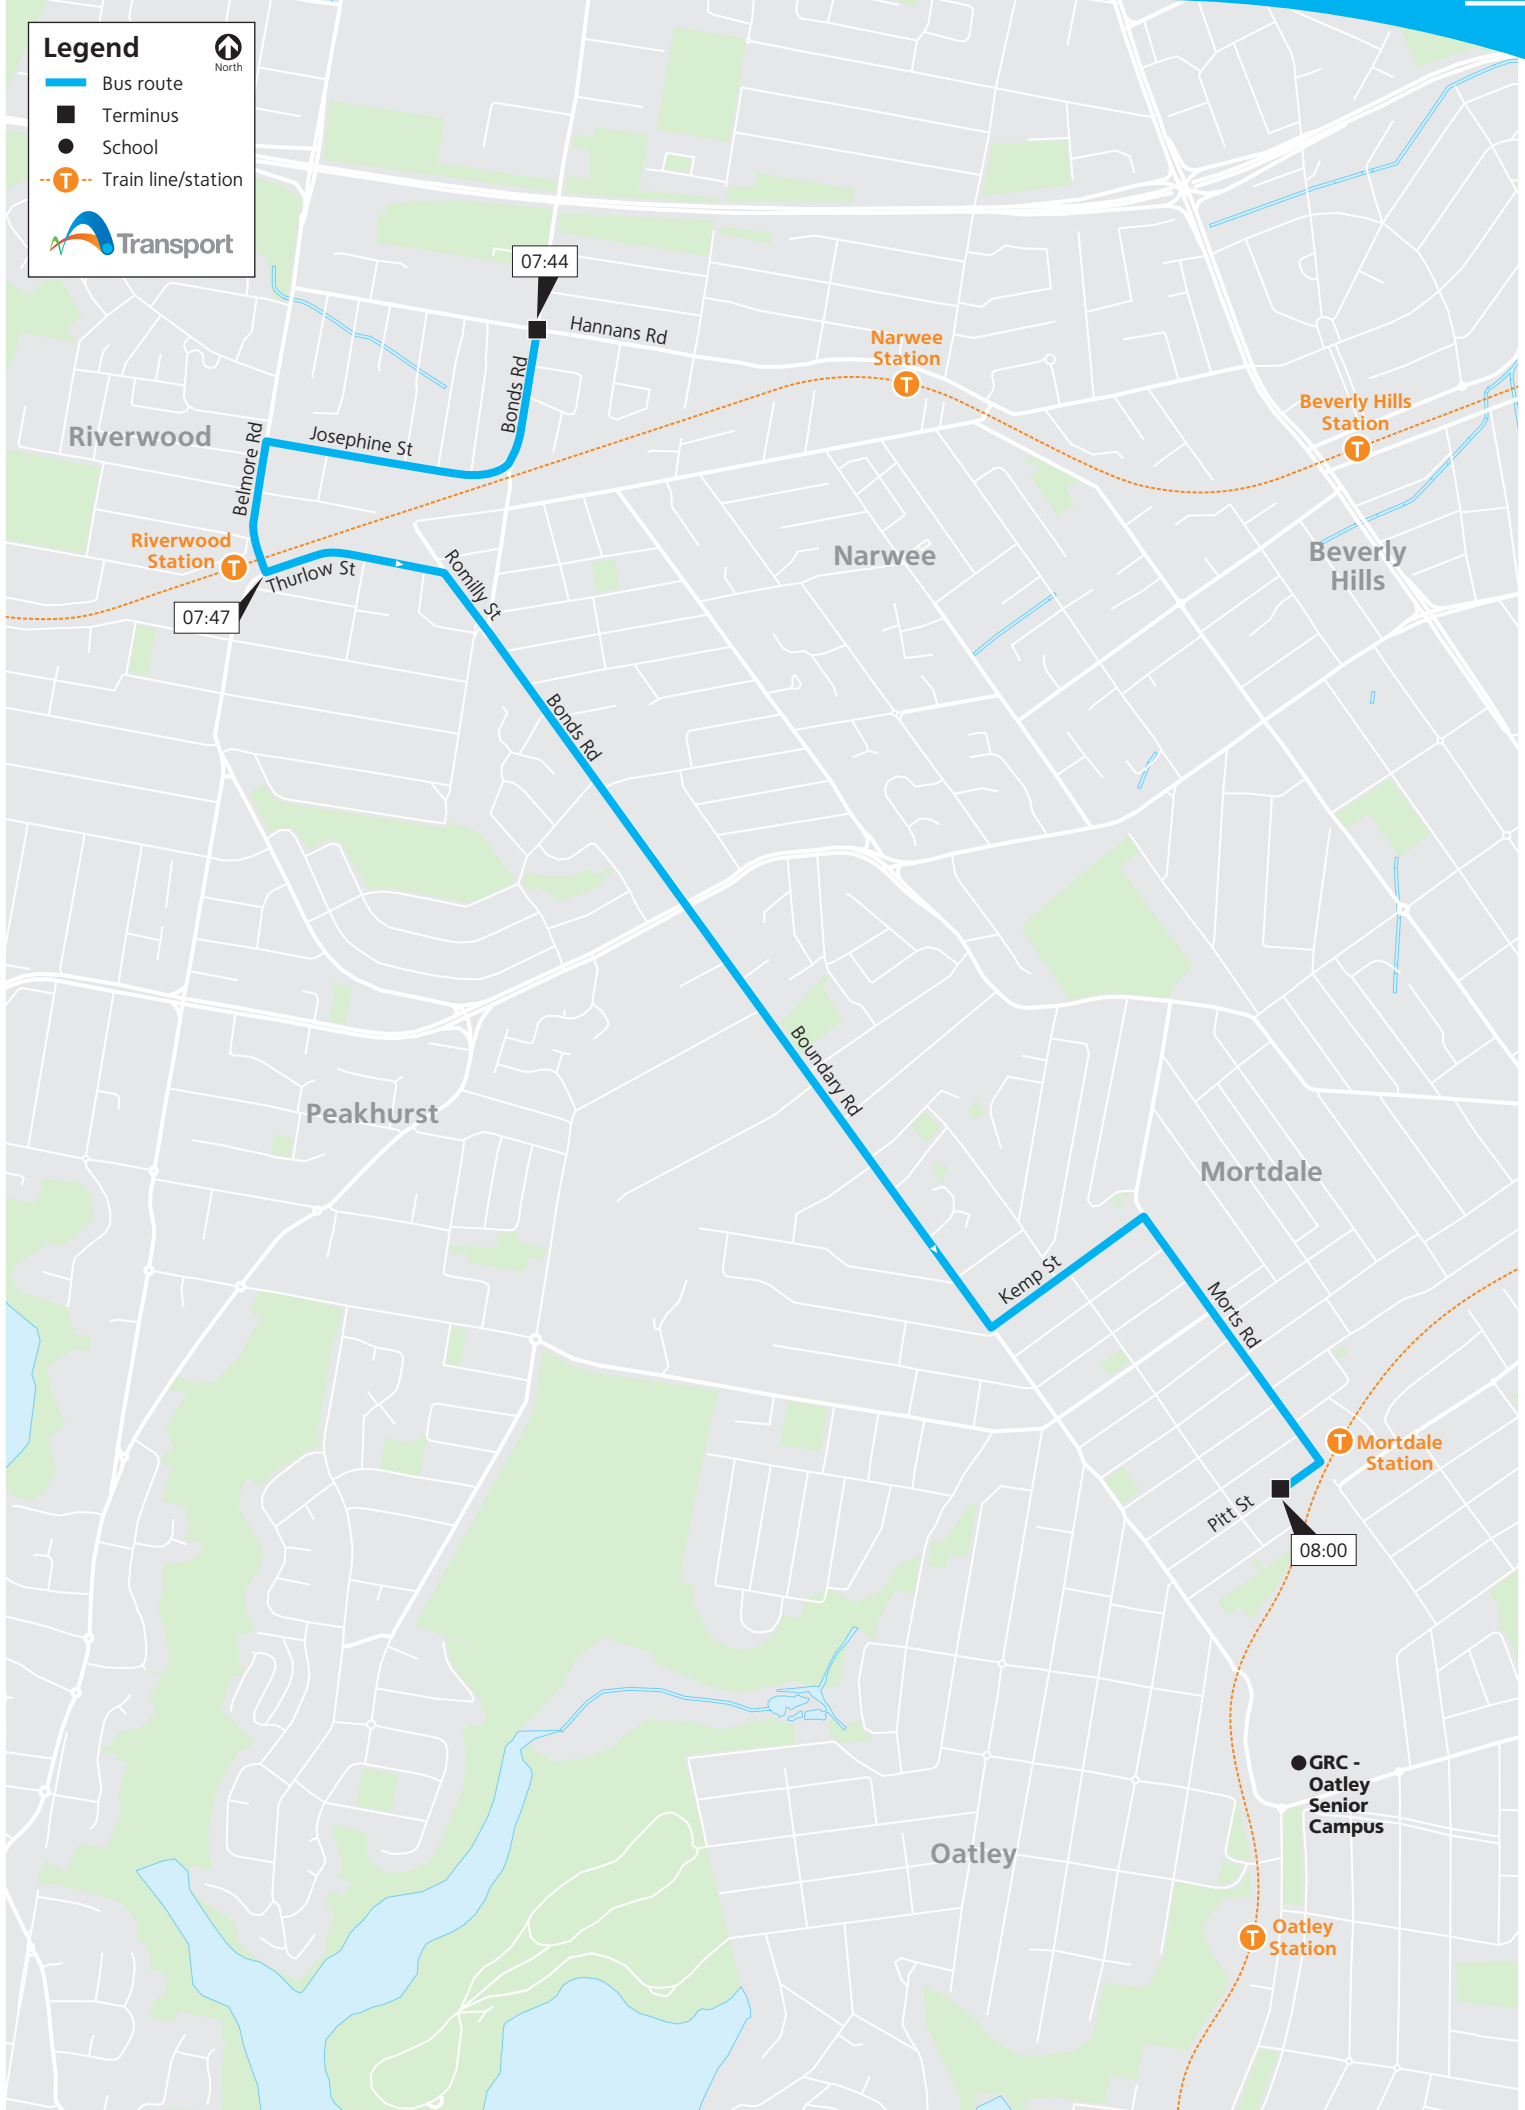 Legend
North
Bus route
Terminus
School
T
Train line/station
Transport
07:44
Hannans Rd
Bonds Rd
Narwee
Station
T
Beverly Hills
Station
T
Riverwood
Josephine St
Belmore Rd
Riverwood
Station
T
Thurlow St
07:47
Romilly St
Narwee
Beverly
Hills
Bonds Rd
Boundary Rd
Peakhurst
Mortdale
Kemp St
Morts Rd
T
Mortdale
Station
Pitt St
08:00
GRC -
Oatley
Senior
Campus
Oatley
T
Oatley
Station